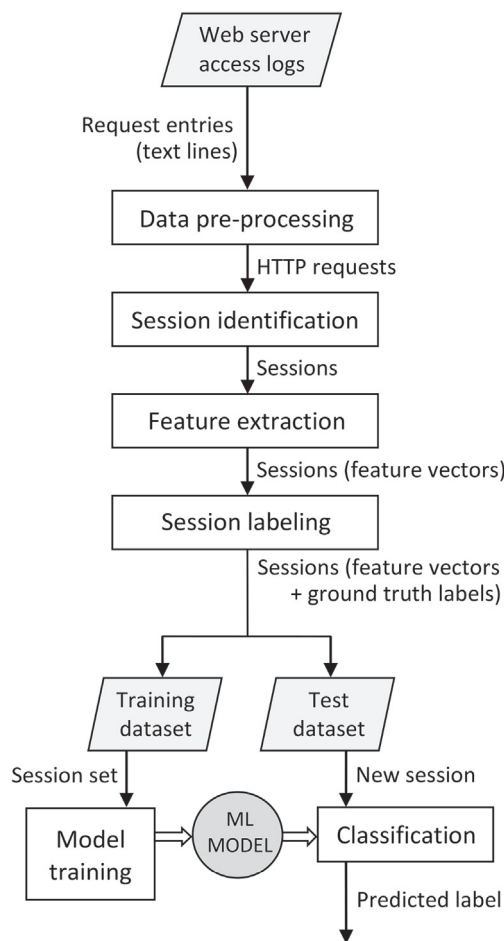 Web server
access logs
Request entries
(text lines)
Data pre-processing
HTTP requests
Session identification
Sessions
Feature extraction
Sessions (feature vectors)
Session labeling
Sessions (feature vectors
+ ground truth labels)
Training
dataset
Test
dataset
Session set
New session
Model
training
ML
MODEL
Classification
Predicted label